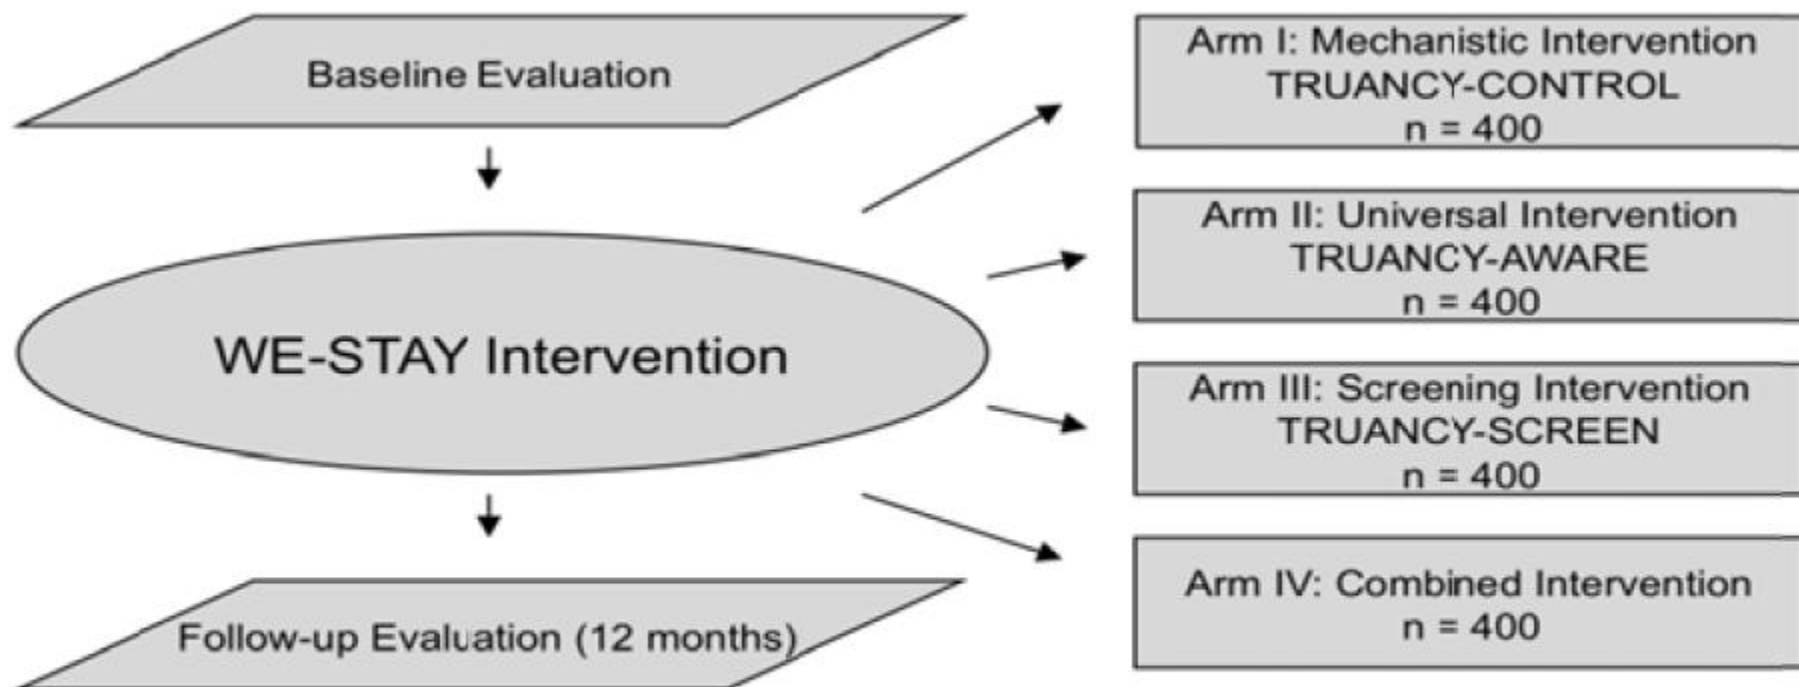 Baseline Evaluation
WE-STAY Intervention
Follow-up Evaluation (12 months)
Arm I: Mechanistic Intervention
TRUANCY-CONTROL
n = 400
Arm II: Universal Intervention
TRUANCY-AWARE
n = 400
Arm III: Screening Intervention
TRUANCY-SCREEN
n = 400
Arm IV: Combined Intervention
n = 400